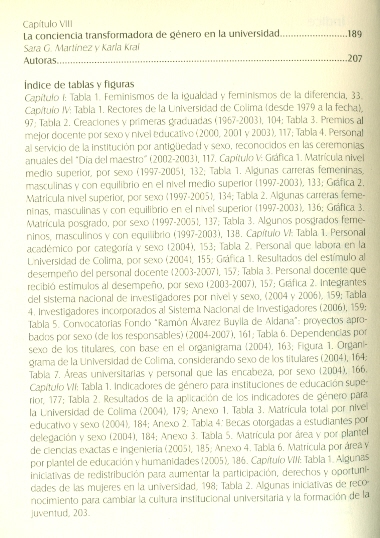 Capítulo VIII
La conciencia transformadora de género en la universidad......................189
Sara G. Martínez y Karla Kral
Autoras..............................................................................................207
Índice de tablas y figuras
Capítulo I: Tabla 1. Feminismos de la igualdad y feminismos de la diferencia, 33.
Capítulo IV: Tabla 1. Rectores de la Universidad de Colima (desde 1979 a la fecha),
97; Tabla 2. Creaciones y primeras graduadas (1967-2003), 104; Tabla 3. Premios al
mejor docente por sexo y nivel educativo (2000, 2001 y 2003), 117; Tabla 4. Personal
al servicio de la institución por antigüedad y sexo, reconocidos en las ceremonias
anuales del "Día del maestro" (2002-2003), 117. Capítulo V: Gráfica 1. Matrícula nivel
medio superior, por sexo (1997-2005), 132; Tabla 1. Algunas carreras femeninas,
masculinas y con equilibrio en el nivel medio superior (1997-2003), 133; Gráfica 2.
Matrícula nivel superior, por sexo (1997-2005), 134; Tabla 2. Algunas carreras feme-
ninas, masculinas y con equilibrio en el nivel superior (1997-2003), 136; Gráfica 3.
Matrícula posgrado, por sexo (1997-2005), 137; Tabla 3. Algunos posgrados feme-
ninos, masculinos y con equilibrio (1997-2003), 138. Capítulo VI: Tabla 1. Personal
académico por categoría y sexo (2004), 153; Tabla 2. Personal que labora en la
Universidad de Colima, por sexo (2004), 155; Gráfica 1. Resultados del estímulo al
desempeño del personal docente (2003-2007), 157; Tabla 3. Personal docente que
recibió estímulos al desempeño, por sexo (2003-2007), 157; Gráfica 2. Integrantes
del sistema nacional de investigadores por nivel y sexo, (2004 y 2006), 159; Tabla
4. Investigadores incorporados al Sistema Nacional de Investigadores (2006), 159;
Tabla 5. Convocatorias Fondo "Ramón Álvarez Buylla de Aldana": proyectos apro-
bados por sexo (de los responsables) (2004-2007), 161; Tabla 6. Dependencias por
sexo de los titulares, con base en el organigrama (2004), 163; Figura 1. Organi-
grama de la Universidad de Colima, considerando sexo de los titulares (2004), 164;
Tabla 7. Áreas universitarias y personal que las encabeza, por sexo (2004), 166.
Capítulo VII: Tabla 1. Indicadores de género para instituciones de educación supe-
rior, 177; Tabla 2. Resultados de la aplicación de los indicadores de género para
la Universidad de Colima (2004), 179; Anexo 1. Tabla 3. Matrícula total por nivel
educativo y sexo (2004), 184; Anexo 2. Tabla 4. Becas otorgadas a estudiantes por
delegación y sexo (2004), 184; Anexo 3. Tabla 5. Matrícula por área y por plantel
de ciencias exactas e ingeniería (2005), 185; Anexo 4. Tabla 6. Matrícula por área y
por plantel de educación y humanidades (2005), 186. Capítulo VIII: Tabla 1. Algunas
iniciativas de redistribución para aumentar la participación, derechos y oportuni-
dades de las mujeres en la universidad, 198; Tabla 2. Algunas iniciativas de reco-
nocimiento para cambiar la cultura institucional universitaria y la formación de la
juventud, 203.